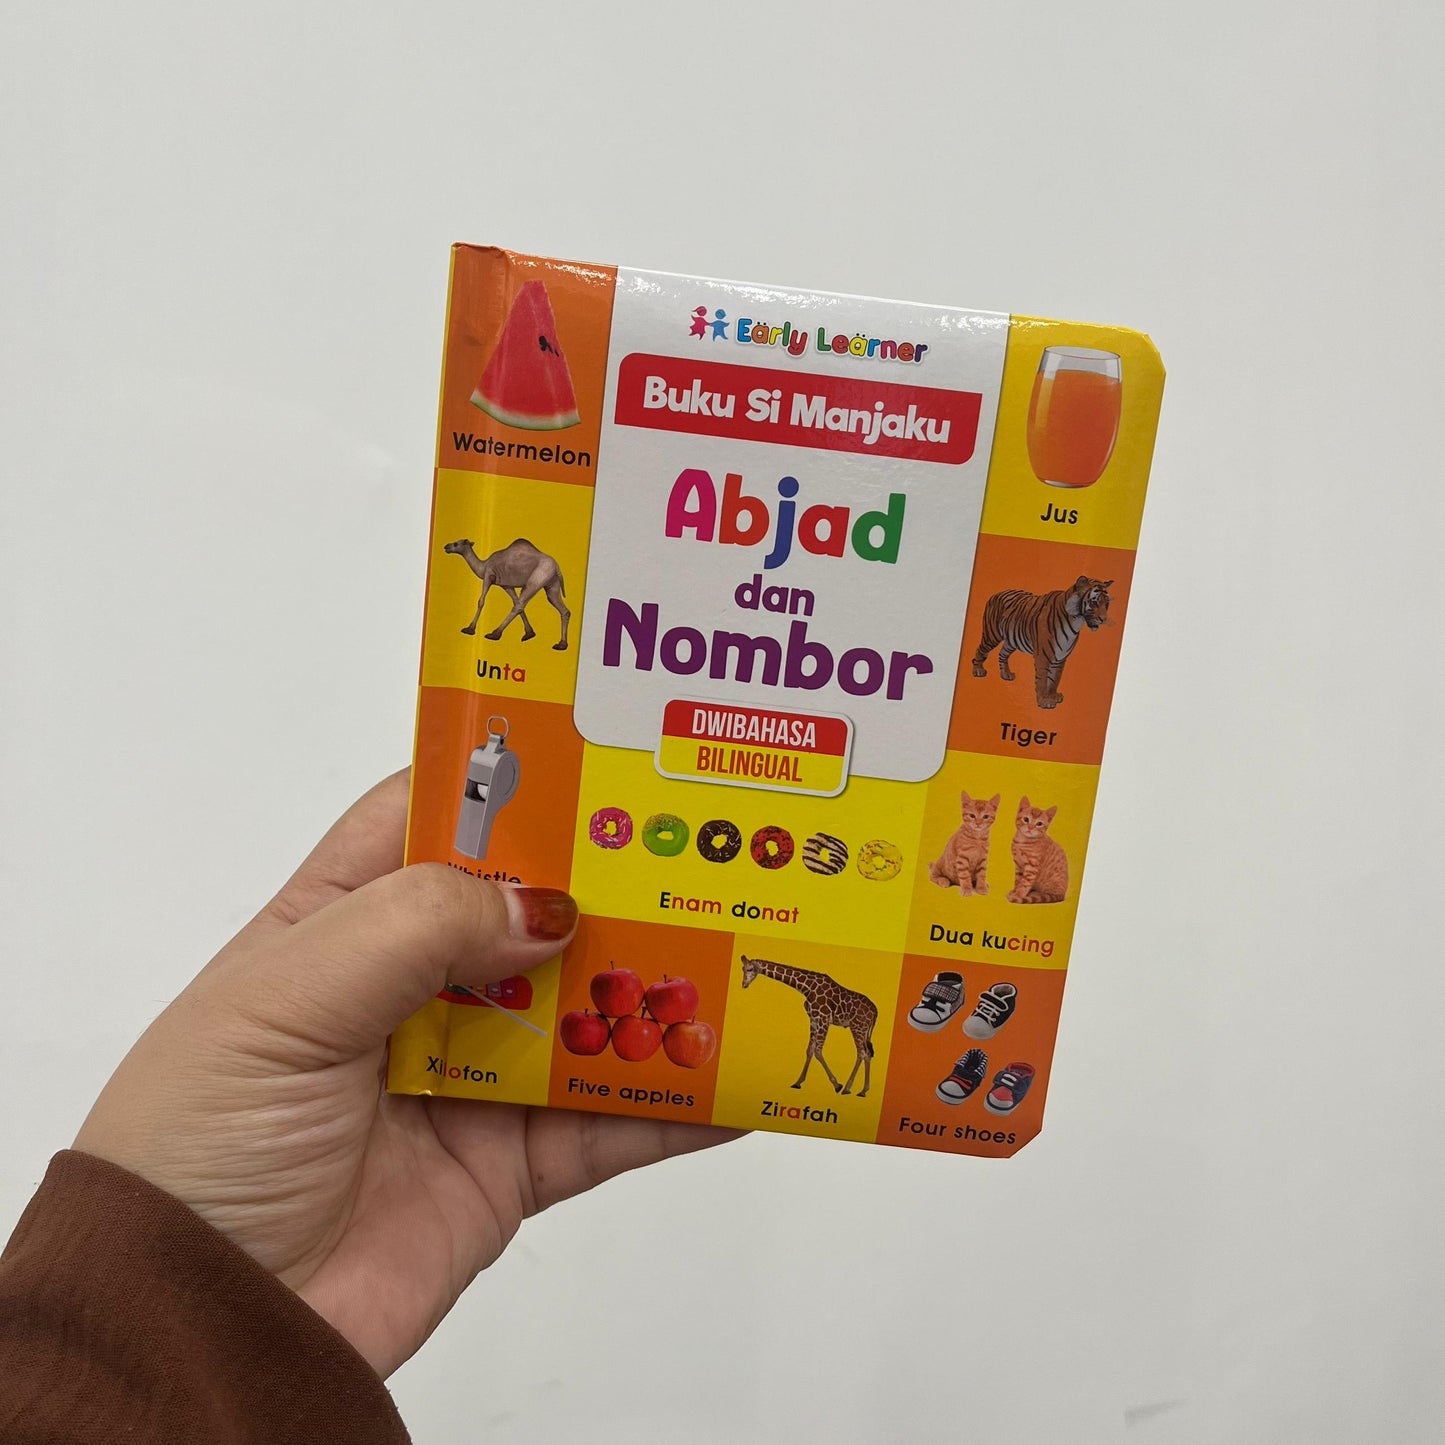 Early Learner
Buku Si Manjaku
Abjad
dan
Nombor
DWIBAHASA
BILINGUAL
Watermelon
Jus
Unta
Tiger
Whistle
Enam donat
Dua kucing
Xilofon
Five apples
Zirafah
Four shoes